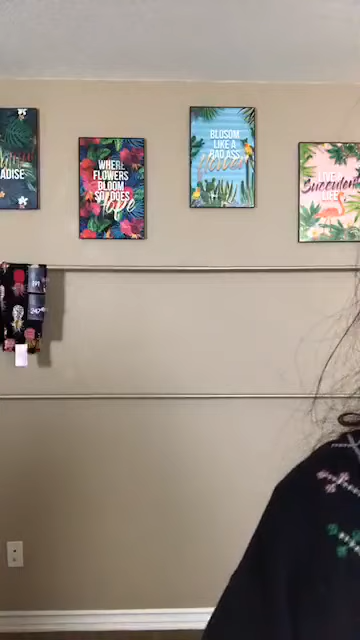 ADISE
WHERE
FLOWERS
BLOOM
SO DOES
hope
BLOSOM
LIKE A
BAD ASS
flower
LIVE A
Succulent
LIFE